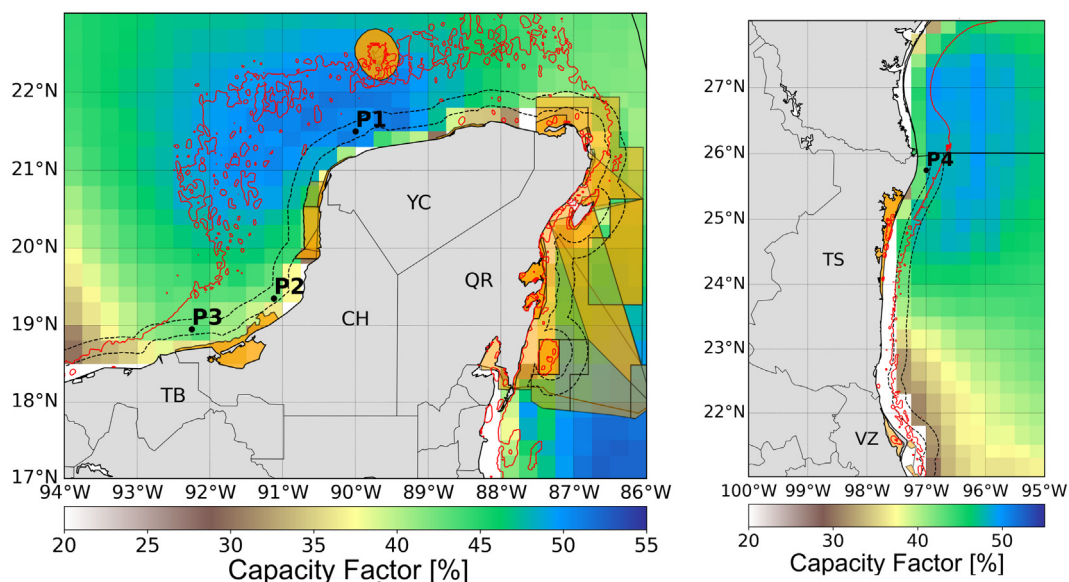 22°N
21°N
20°N
19°N
18°N
17°N
P1
P2
P3
YC
QR
CH
TB
94°W 93°W 92°W 91°W 90°W 89°W 88°W 87°W 86°W
20 25 30 35 40 45 50 55
Capacity Factor [%]
27°N
26°N
25°N
24°N
23°N
22°N
P4
TS
VZ
100°W 99°W 98°W 97°W 96°W 95°W
20 30 40 50
Capacity Factor [%]